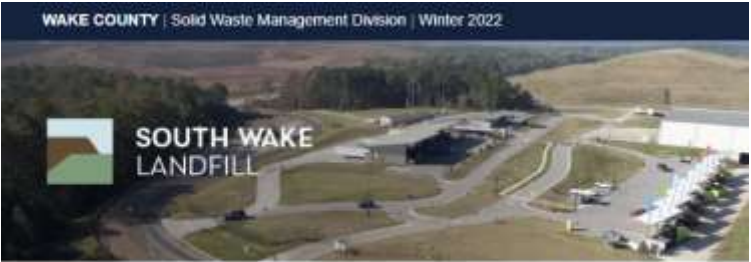 WAKE COUNTY | Solid Waste Management Division | Winter 2022
SOUTH WAKE
LANDFILL